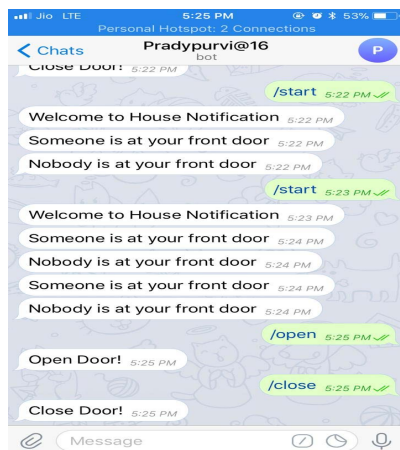 Jio LTE 5:25 PM 53%
Personal Hotspot: 2 Connections
Chats Pradypurvi@16 P
bot
Close Door! 5:22 PM
/start 5:22 PM
Welcome to House Notification 5:22 PM
Someone is at your front door 5:22 PM
Nobody is at your front door 5:22 PM
/start 5:23 PM
Welcome to House Notification 5:23 PM
Someone is at your front door 5:24 PM
Nobody is at your front door 5:24 PM
Someone is at your front door 5:24 PM
Nobody is at your front door 5:24 PM
/open 5:25 PM
Open Door! 5:25 PM
/close 5:25 PM
Close Door! 5:25 PM
Message